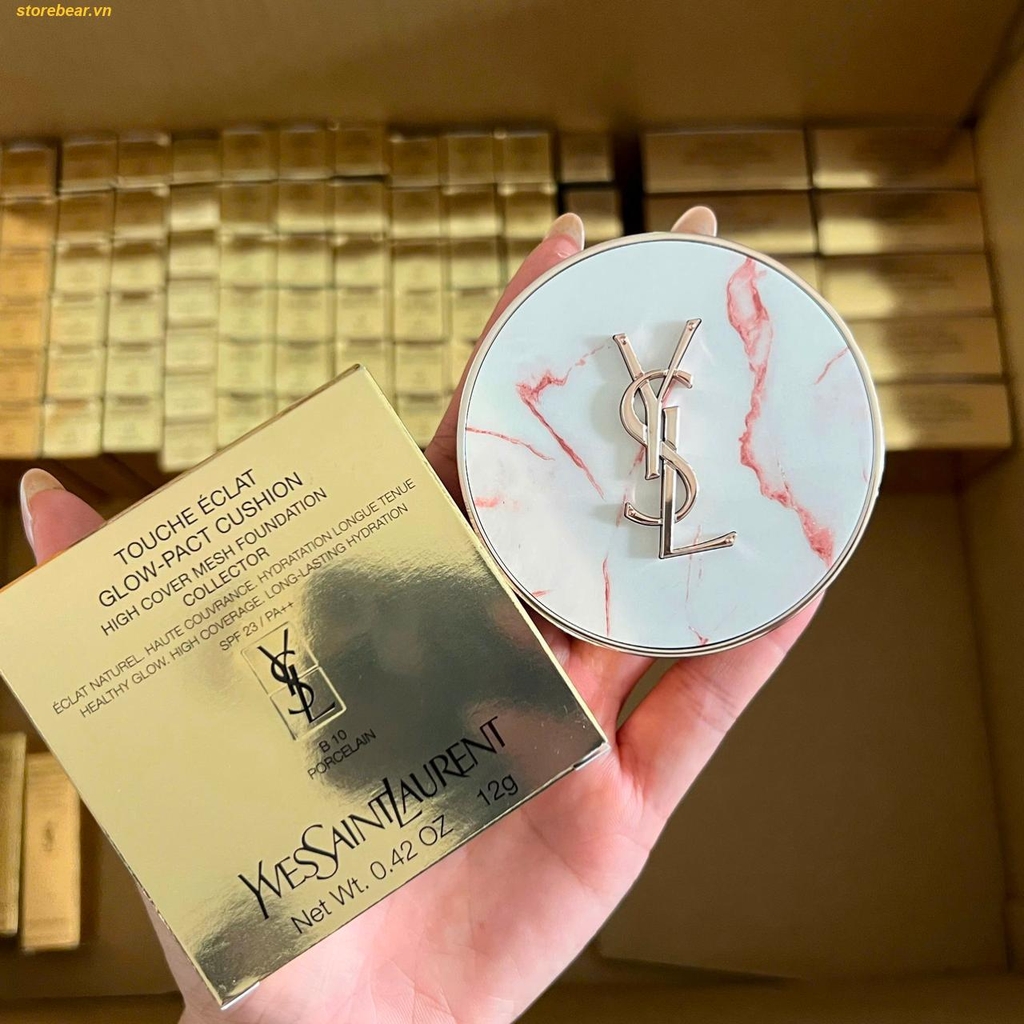 storebear.vn
YSL
TOUCHE ÉCLAT
GLOW-PACT CUSHION
HIGH COVER MESH FOUNDATION
COLLECTOR
ÉCLAT NATUREL. HAUTE COUVRANCE. HYDRATATION LONGUE TENUE
HEALTHY GLOW. HIGH COVERAGE. LONG-LASTING HYDRATION
SPF 23 / PA++
YSL
B 10
PORCELAIN
YVESSAINTLAURENT
Net Wt. 0.42 OZ 12g